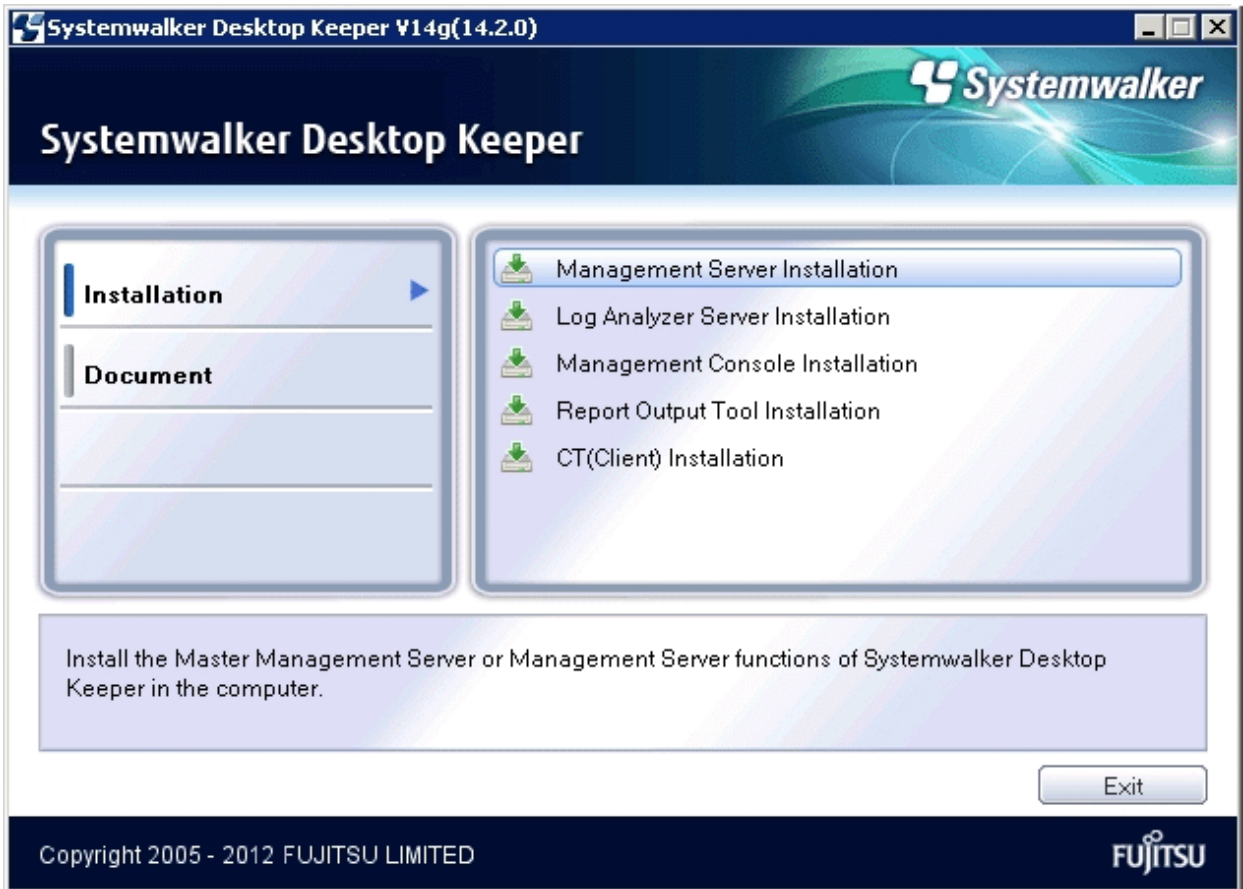 Systemwalker Desktop Keeper V14g(14.2.0)
Systemwalker
Systemwalker Desktop Keeper
Installation
Document
Management Server Installation
Log Analyzer Server Installation
Management Console Installation
Report Output Tool Installation
CT(Client) Installation
Install the Master Management Server or Management Server functions of Systemwalker Desktop
Keeper in the computer.
Exit
Copyright 2005 - 2012 FUJITSU LIMITED
FUJITSU